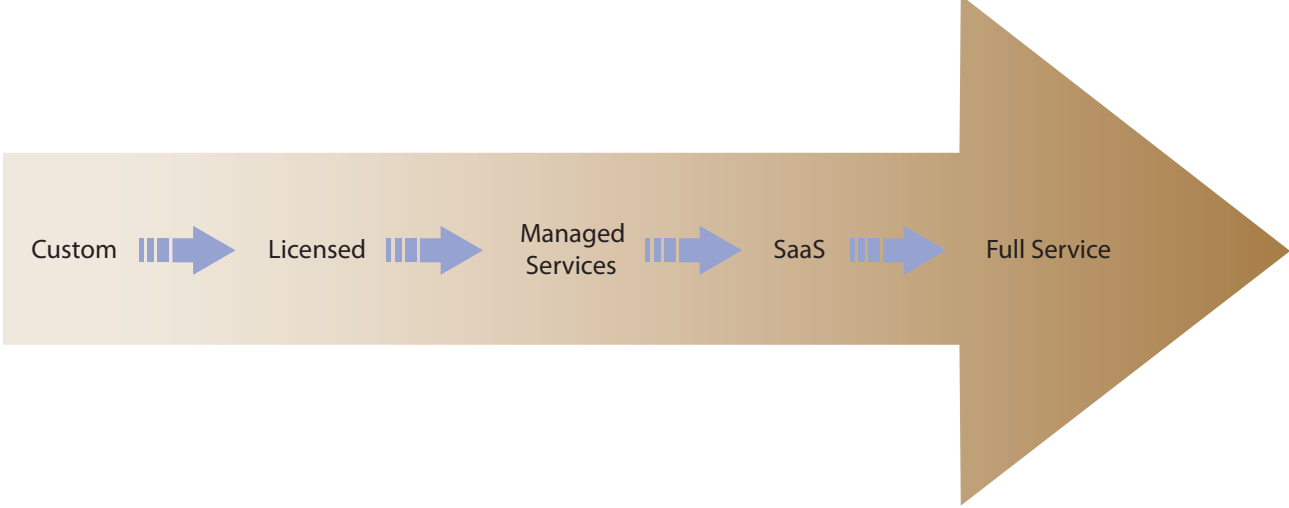 Custom
Licensed
Managed
Services
SaaS
Full Service